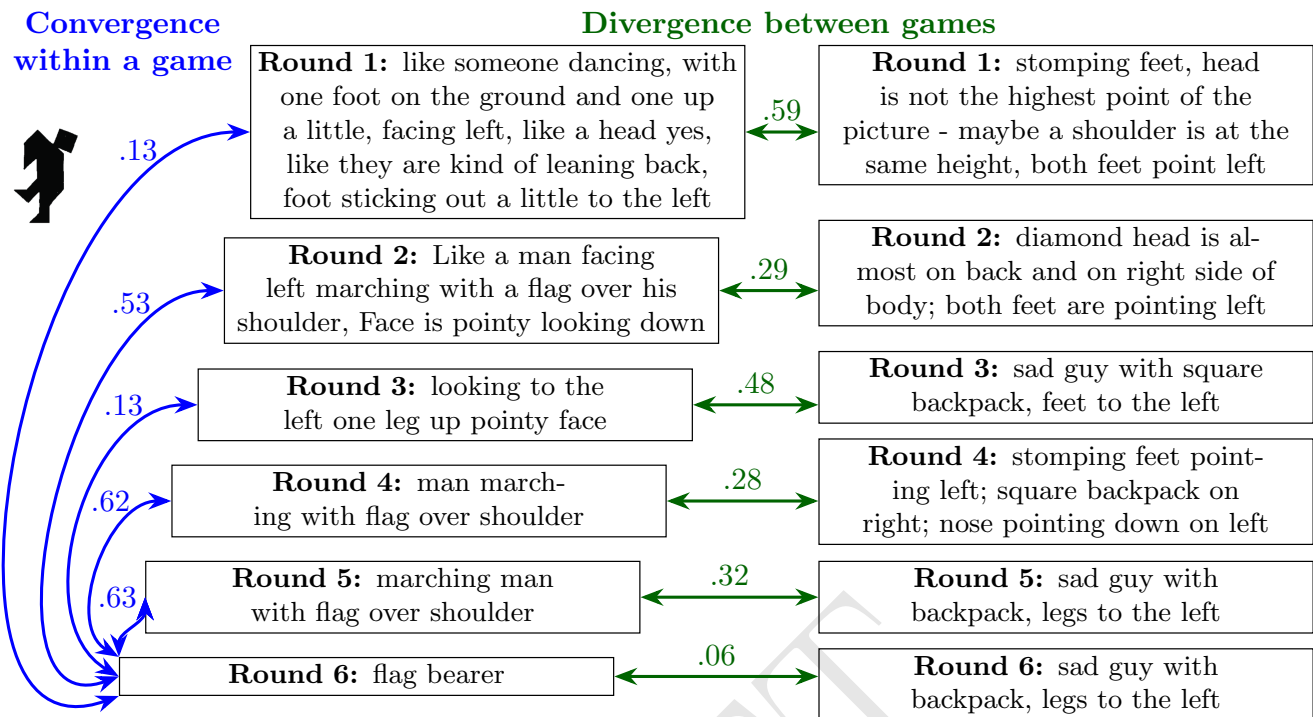 Convergence
within a game
Divergence between games
Round 1: like someone dancing, with
one foot on the ground and one up
a little, facing left, like a head yes,
like they are kind of leaning back,
foot sticking out a little to the left
.13
.59
Round 1: stomping feet, head
is not the highest point of the
picture - maybe a shoulder is at the
same height, both feet point left
Round 2: Like a man facing
left marching with a flag over his
shoulder, Face is pointy looking down
.53
.29
Round 2: diamond head is al-
most on back and on right side of
body; both feet are pointing left
Round 3: looking to the
left one leg up pointy face
.13
.48
Round 3: sad guy with square
backpack, feet to the left
Round 4: man march-
ing with flag over shoulder
.62
.28
Round 4: stomping feet point-
ing left; square backpack on
right; nose pointing down on left
Round 5: marching man
with flag over shoulder
.63
.32
Round 5: sad guy with
backpack, legs to the left
Round 6: flag bearer
.06
Round 6: sad guy with
backpack, legs to the left